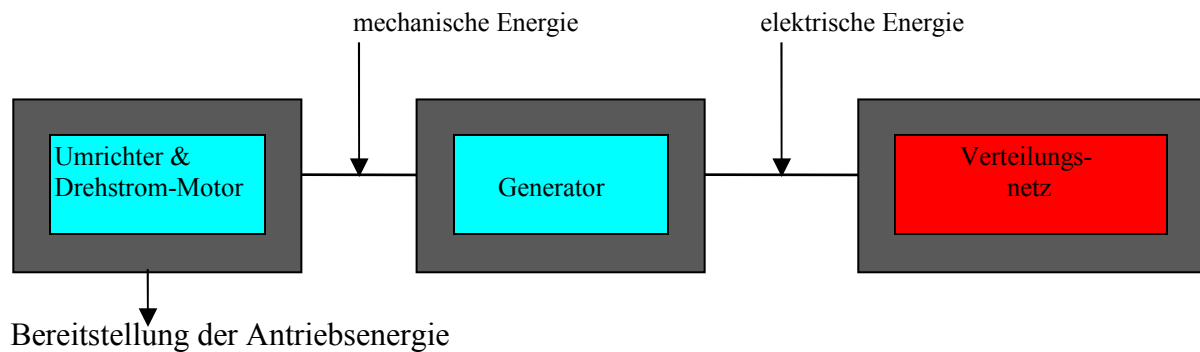 mechanische Energie
elektrische Energie
Umrichter &
Drehstrom-Motor
Generator
Verteilungs-
netz
Bereitstellung der Antriebsenergie